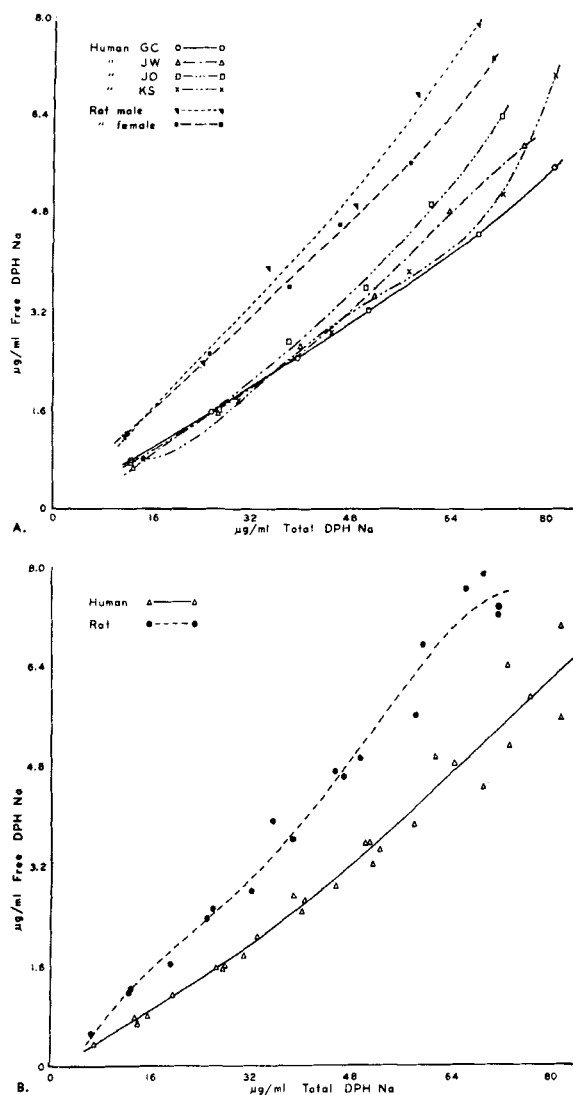 8.0
Human GC
" JW
" JO
" KS
Rat male
" female
6.4
4.8
3.2
1.6
0
µg/ml Free DPH Na
A.
0 16 32 48 64 80
µg/ml Total DPH Na
8.0
Human
Rat
6.4
4.8
3.2
1.6
0
µg/ml Free DPH Na
B.
16 32 48 64 80
µg/ml Total DPH Na